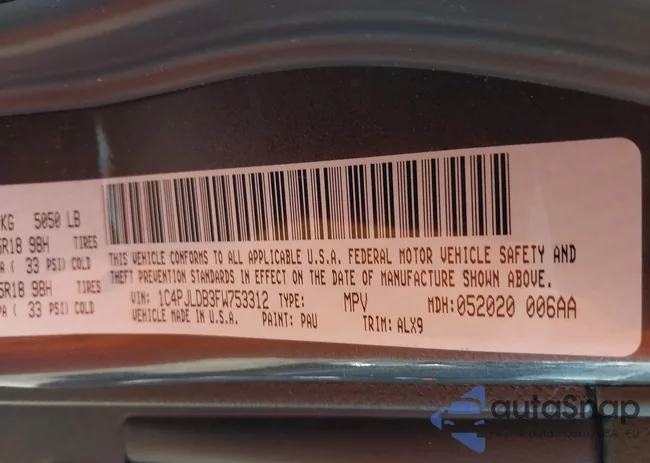 KG 5050 LB
5R18 98H TIRES
PA ( 33 PSI) COLD
5R18 98H TIRES
PA ( 33 PSI) COLD
THIS VEHICLE CONFORMS TO ALL APPLICABLE U.S.A. FEDERAL MOTOR VEHICLE SAFETY AND
THEFT PREVENTION STANDARDS IN EFFECT ON THE DATE OF MANUFACTURE SHOWN ABOVE.
VIN: 1C4PJLDB3FW753312 TYPE: MPV MDH: 052020 006AA
VEHICLE MADE IN U.S.A. PAINT: PAU TRIM: ALX9
autoSnap